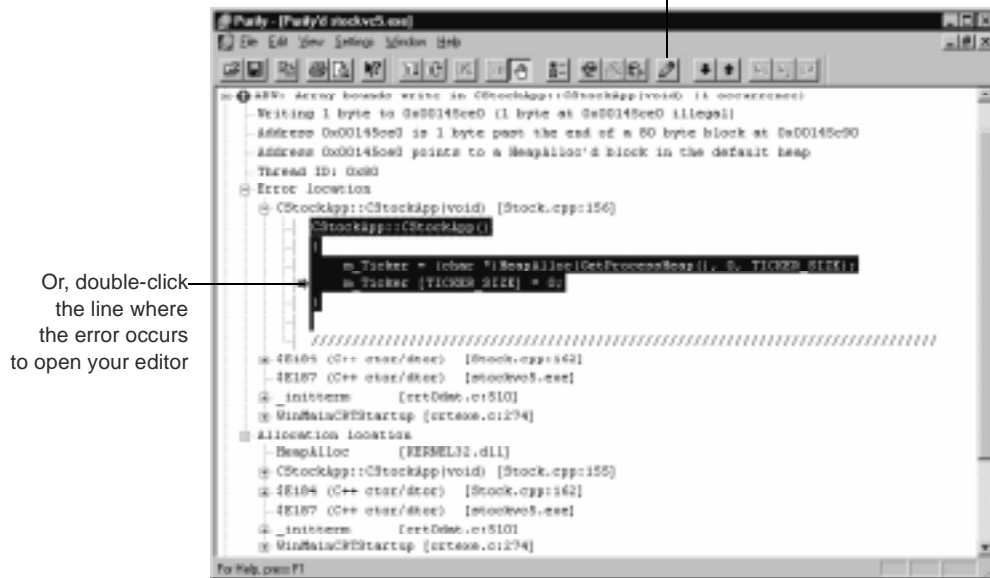 Purify - [Purify'd stockvc5.exe]
File Edit View Settings Window Help
ABW: Array bounds write in CStockApp::CStockApp(void) (1 occurrence)
Writing 1 byte to 0x00145ce0 (1 byte at 0x00145ce0 illegal)
Address 0x00145ce0 is 1 byte past the end of a 80 byte block at 0x00145c90
Address 0x00145ce0 points to a HeapAlloc'd block in the default heap
Thread ID: 0x80
Error location
CStockApp::CStockApp(void) [Stock.cpp:156]
CStockApp::CStockApp()
{
m_Ticker = (char *)HeapAlloc(GetProcessHeap(), 0, TICKER_SIZE);
m_Ticker [TICKER_SIZE] = 0;
}
Or, double-click
the line where
the error occurs
to open your editor
////////////////////////////////////////////////////////////////////////////
$E184 (C++ ctor/dtor) [Stock.cpp:162]
$E187 (C++ ctor/dtor) [stockvc5.exe]
_initterm [crt0dat.c:510]
WinMainCRTStartup [crtexe.c:274]
Allocation location
HeapAlloc [KERNEL32.dll]
CStockApp::CStockApp(void) [Stock.cpp:155]
$E184 (C++ ctor/dtor) [Stock.cpp:162]
$E187 (C++ ctor/dtor) [stockvc5.exe]
_initterm [crt0dat.c:510]
WinMainCRTStartup [crtexe.c:274]
For Help, press F1